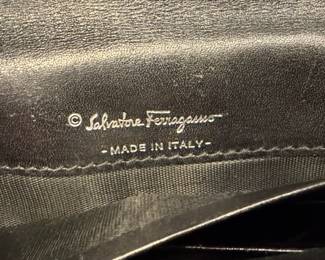 © Salvatore Ferragamo
- MADE IN ITALY -